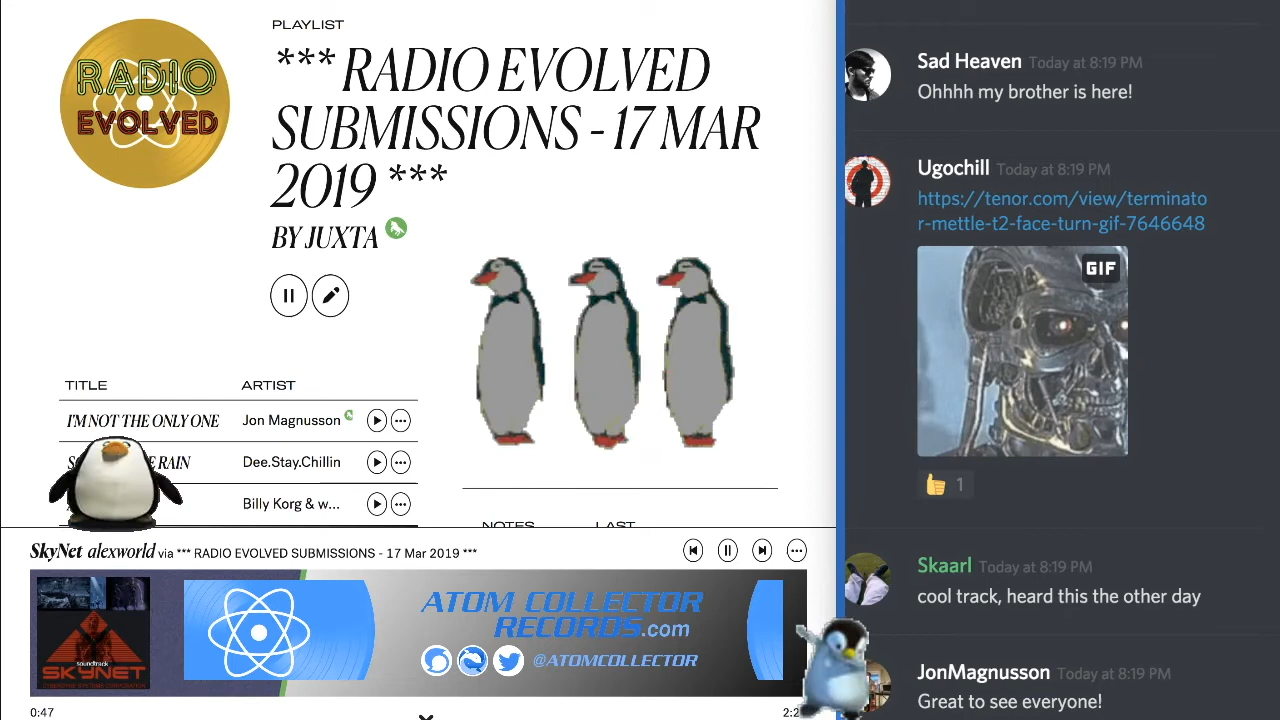 PLAYLIST
*** RADIO EVOLVED
SUBMISSIONS - 17 MAR
2019 ***
BY JUXTA
RADIO
EVOLVED
TITLE ARTIST
I'M NOT THE ONLY ONE Jon Magnusson
RAIN Dee.Stay.Chillin
Billy Korg & w...
NOTES LAST
SkyNet alexworld via *** RADIO EVOLVED SUBMISSIONS - 17 Mar 2019 ***
soundtrack
SKYNET
ATOM COLLECTOR
RECORDS.com
@ATOMCOLLECTOR
0:47
Sad Heaven Today at 8:19 PM
Ohhhh my brother is here!
Ugochill Today at 8:19 PM
https://tenor.com/view/terminato
r-mettle-t2-face-turn-gif-7646648
GIF
1
Skaarl Today at 8:19 PM
cool track, heard this the other day
JonMagnusson Today at 8:19 PM
Great to see everyone!